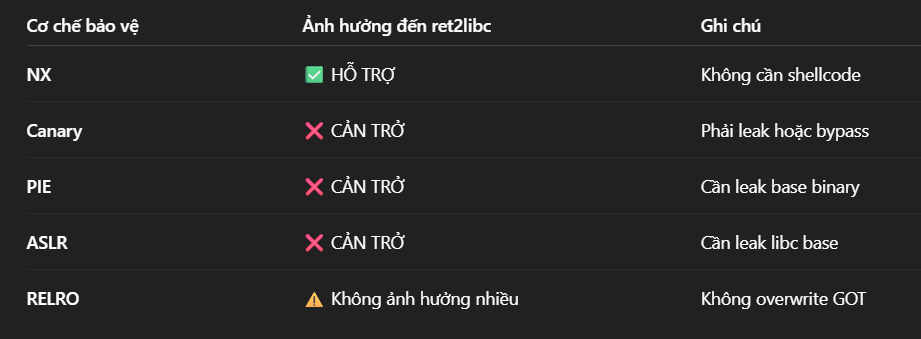 Cơ chế bảo vệ Ảnh hưởng đến ret2libc Ghi chú
NX ✅ HỖ TRỢ Không cần shellcode
Canary ❌ CẢN TRỞ Phải leak hoặc bypass
PIE ❌ CẢN TRỞ Cần leak base binary
ASLR ❌ CẢN TRỞ Cần leak libc base
RELRO ⚠️ Không ảnh hưởng nhiều Không overwrite GOT